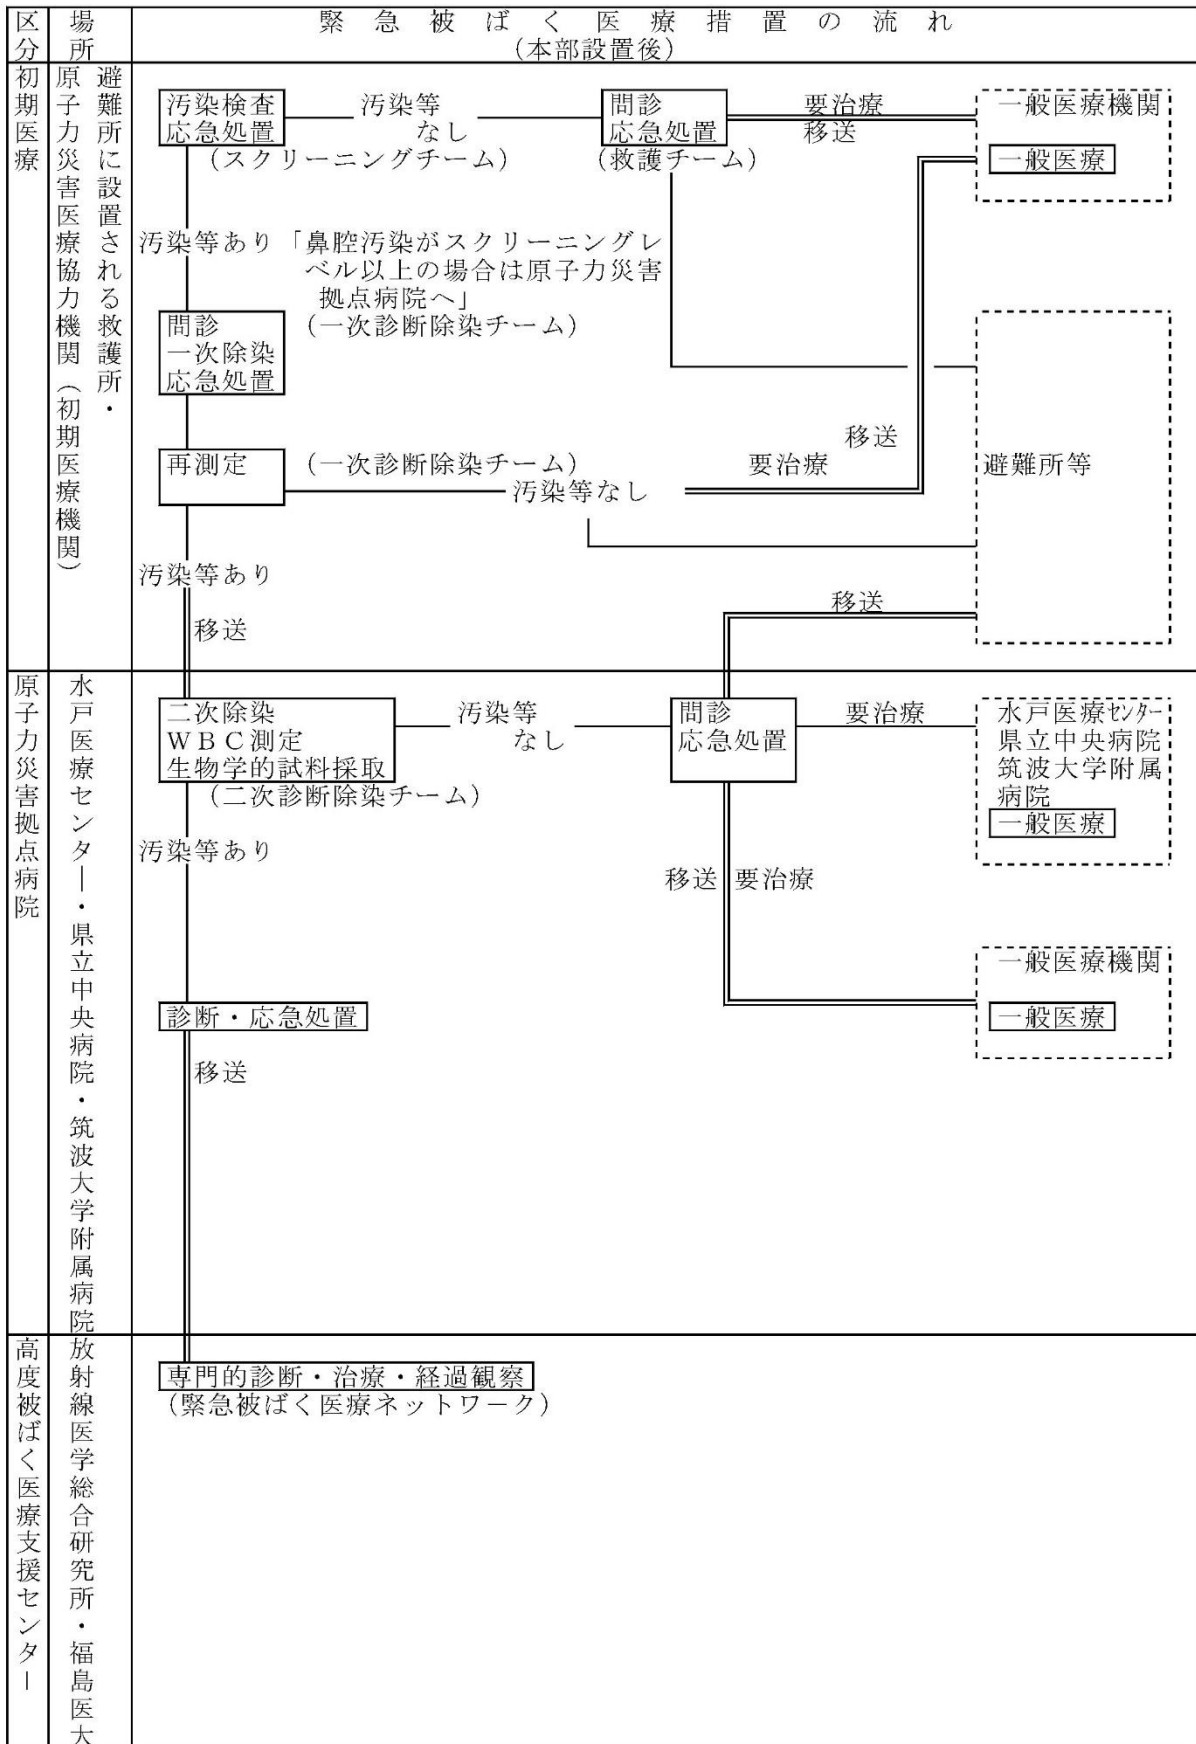 区分
場所
緊急被ばく医療措置の流れ
(本部設置後)
初期医療
避難所に設置される救護所・
原子力災害医療協力機関(初期医療機関)
汚染検査
応急処置
(スクリーニングチーム)
汚染等
なし
問診
応急処置
(救護チーム)
要治療
移送
一般医療機関
一般医療
汚染等あり
「鼻腔汚染がスクリーニングレ
ベル以上の場合は原子力災害
拠点病院へ」
問診
一次除染
応急処置
(一次診断除染チーム)
再測定
(一次診断除染チーム)
汚染等なし
要治療
移送
避難所等
汚染等あり
移送
移送
原子力災害拠点病院
水戸医療センター・県立中央病院・筑波大学附属病院
二次除染
WBC測定
生物学的試料採取
(二次診断除染チーム)
汚染等
なし
問診
応急処置
要治療
水戸医療センター
県立中央病院
筑波大学附属
病院
一般医療
汚染等あり
移送
要治療
一般医療機関
一般医療
診断・応急処置
移送
高度被ばく医療支援センター
放射線医学総合研究所・福島医大
専門的診断・治療・経過観察
(緊急被ばく医療ネットワーク)